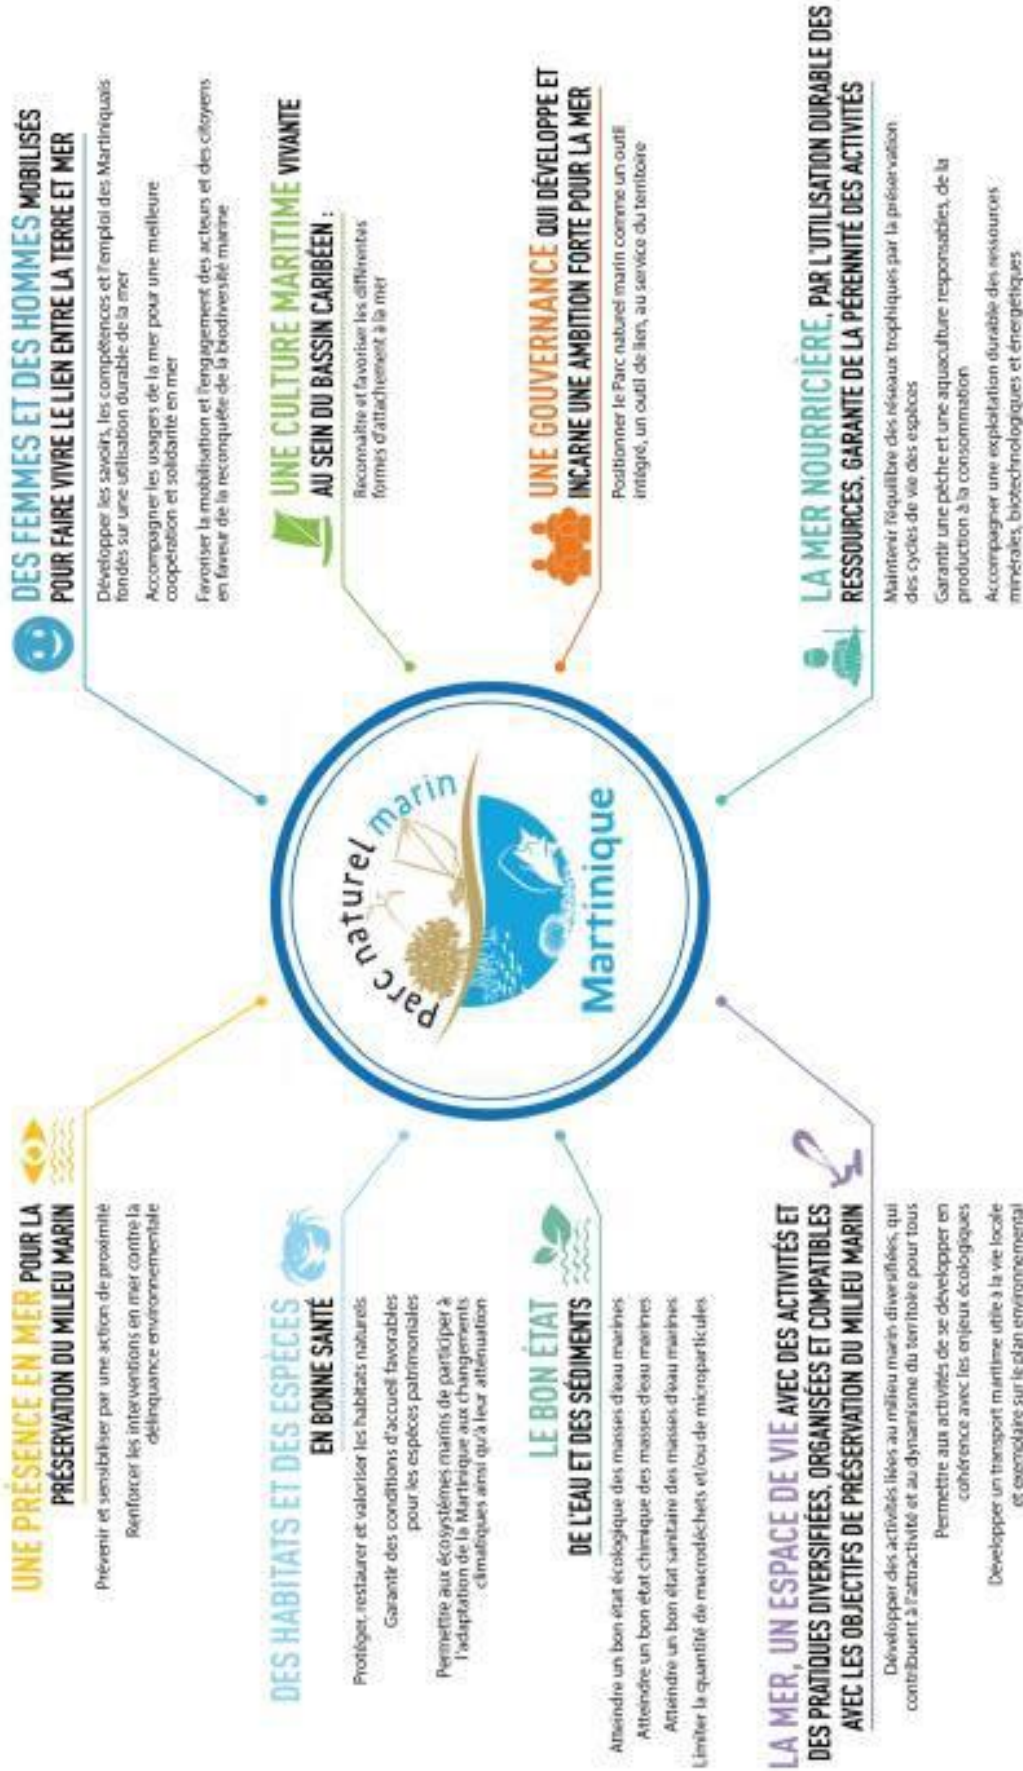 UNE PRÉSENCE EN MER POUR LA
PRÉSERVATION DU MILIEU MARIN
Prévenir et sensibiliser par une action de proximité
Renforcer les interventions en mer contre la
délinquance environnementale
DES HABITATS ET DES ESPÈCES
EN BONNE SANTÉ
Protéger, restaurer et valoriser les habitats naturels
Garantir des conditions d'accueil favorables
pour les espèces patrimoniales
Permettre aux écosystèmes marins de participer à
l'adaptation de la Martinique aux changements
climatiques ainsi qu'à leur atténuation
LE BON ÉTAT
DE L'EAU ET DES SÉDIMENTS
Atteindre un bon état écologique des masses d'eau marines
Atteindre un bon état chimique des masses d'eau marines
Atteindre un bon état sanitaire des masses d'eau marines
Limiter la quantité de macrodéchets et/ou de microparticules
LA MER, UN ESPACE DE VIE AVEC DES ACTIVITÉS ET
DES PRATIQUES DIVERSIFIÉES, ORGANISÉES ET COMPATIBLES
AVEC LES OBJECTIFS DE PRÉSERVATION DU MILIEU MARIN
Développer des activités liées au milieu marin diversifiées, qui
contribuent à l'attractivité et au dynamisme du territoire pour tous
Permettre aux activités de se développer en
cohérence avec les enjeux écologiques
Développer un transport maritime utile à la vie locale
et exemplaire sur le plan environnemental
Parc naturel marin
Martinique
DES FEMMES ET DES HOMMES MOBILISÉS
POUR FAIRE VIVRE LE LIEN ENTRE LA TERRE ET MER
Développer les savoirs, les compétences et l'emploi des Martiniquais
fondés sur une utilisation durable de la mer
Accompagner les usagers de la mer pour une meilleure
coopération et solidarité en mer
Favoriser la mobilisation et l'engagement des acteurs et des citoyens
en faveur de la reconquête de la biodiversité marine
UNE CULTURE MARITIME VIVANTE
AU SEIN DU BASSIN CARIBÉEN :
Reconnaître et favoriser les différentes
formes d'attachement à la mer
UNE GOUVERNANCE QUI DÉVELOPPE ET
INCARNE UNE AMBITION FORTE POUR LA MER
Positionner le Parc naturel marin comme un outil
intégré, un outil de lien, au service du territoire
LA MER NOURRICIÈRE, PAR L'UTILISATION DURABLE DES
RESSOURCES, GARANTE DE LA PÉRENNITÉ DES ACTIVITÉS
Maintenir l'équilibre des réseaux trophiques par la préservation
des cycles de vie des espèces
Garantir une pêche et une aquaculture responsables, de la
production à la consommation
Accompagner une exploitation durable des ressources
minérales, biotechnologiques et énergétiques